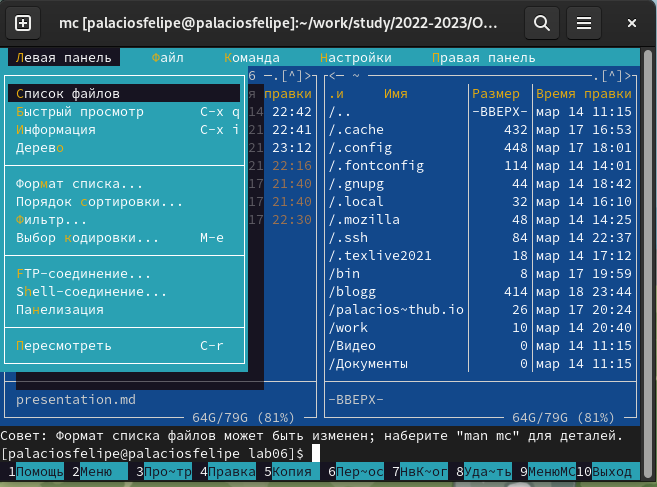 mc [palaciosfelipe@palaciosfelipe]:~/work/study/2022-2023/О…
Левая панель Файл Команда Настройки Правая панель
6 —.[^]>
<— ~ —.[^]>
Список файлов
я правки
.и Имя Размер Время правки
Быстрый просмотр C-x q
14 22:42
/.. -ВВЕРХ- мар 14 11:15
Информация C-x i
21 22:41
/.cache 432 мар 17 16:53
Дерево
21 23:12
/.config 448 мар 17 18:01
21 22:16
/.fontconfig 114 мар 14 14:01
Формат списка...
17 21:40
/.gnupg 44 мар 14 18:42
Порядок сортировки...
17 21:40
/.local 32 мар 14 16:10
Фильтр...
17 22:30
/.mozilla 48 мар 14 14:25
Выбор кодировки... M-e
/.ssh 84 мар 14 22:37
/.texlive2021 18 мар 14 17:12
FTP-соединение...
/bin 8 мар 17 19:59
Shell-соединение...
/blogg 414 мар 18 23:44
Панелизация
/palacios~thub.io 26 мар 17 20:24
/work 10 мар 14 20:40
Пересмотреть C-r
/Видео 0 мар 14 11:15
/Документы 0 мар 14 11:15
presentation.md
-ВВЕРХ-
64G/79G (81%)
64G/79G (81%)
Совет: Формат списка файлов может быть изменен; наберите "man mc" для деталей.
[palaciosfelipe@palaciosfelipe lab06]$
1Помощь 2Меню 3Про~тр 4Правка 5Копия 6Пер~ос 7НвК~ог 8Уда~ть 9МенюMC 10Выход